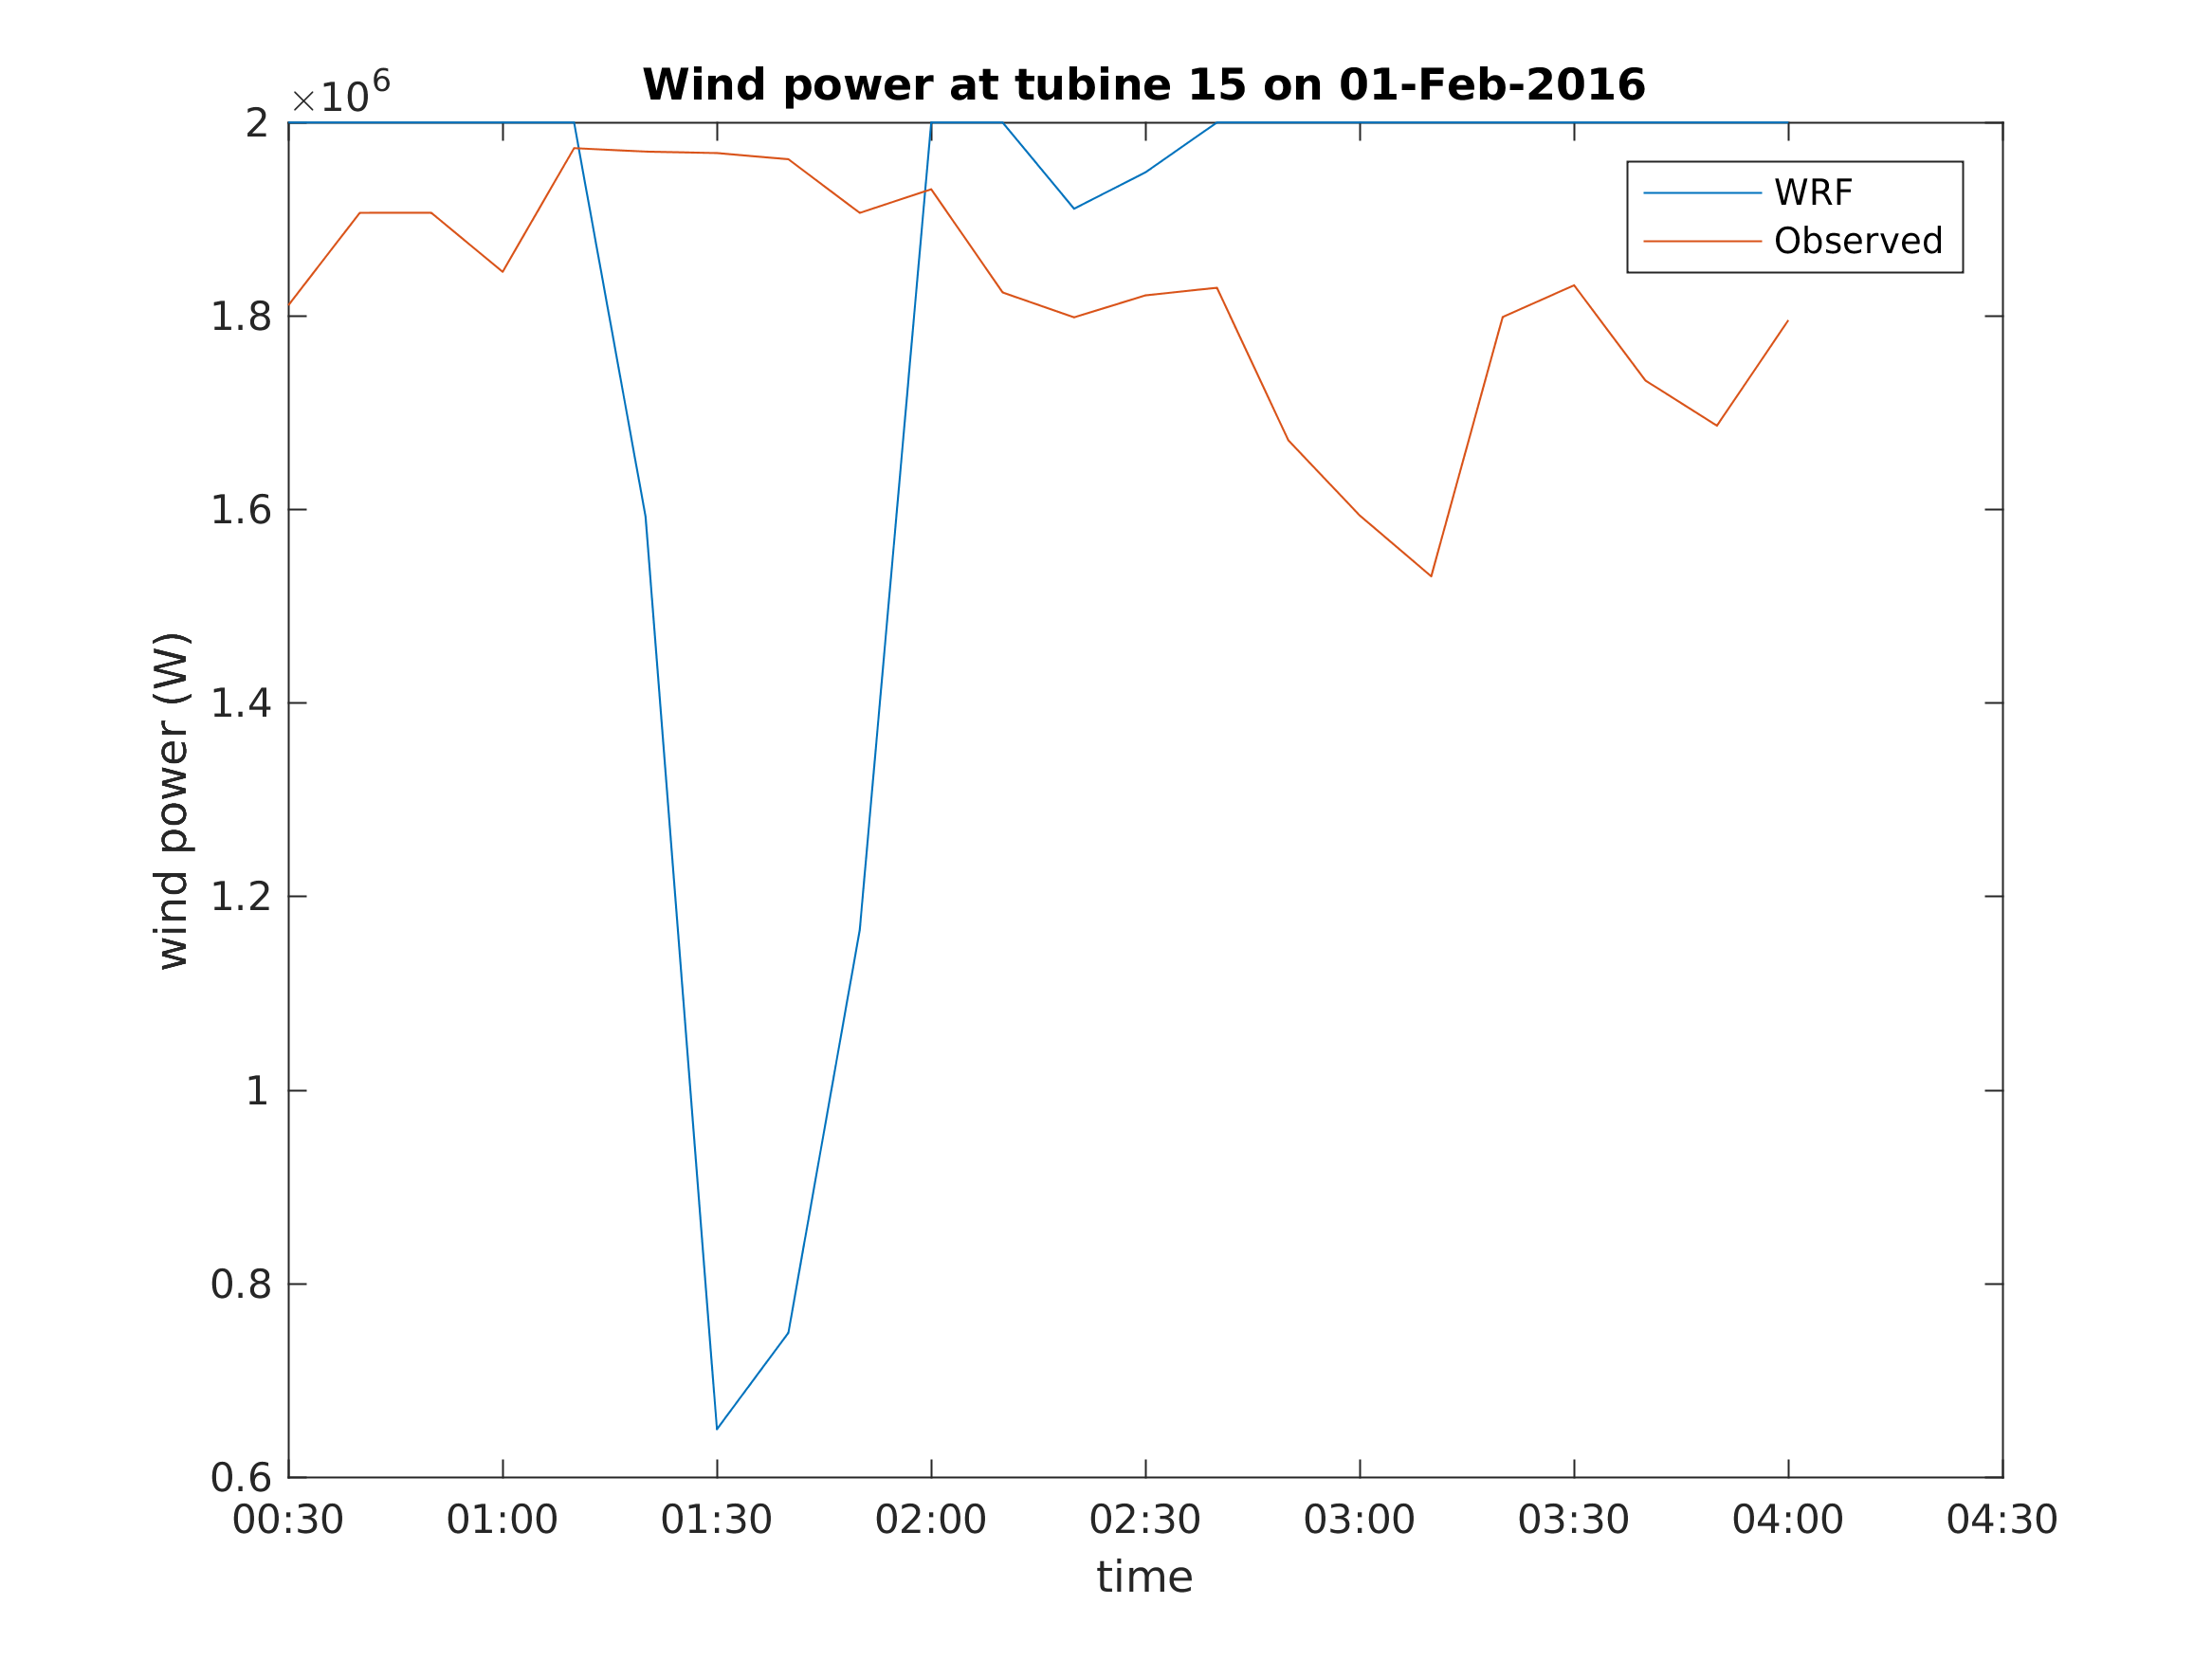 ×10^6
Wind power at tubine 15 on 01-Feb-2016
2
1.8
1.6
1.4
1.2
1
0.8
0.6
wind power (W)
WRF
Observed
00:30 01:00 01:30 02:00 02:30 03:00 03:30 04:00 04:30
time